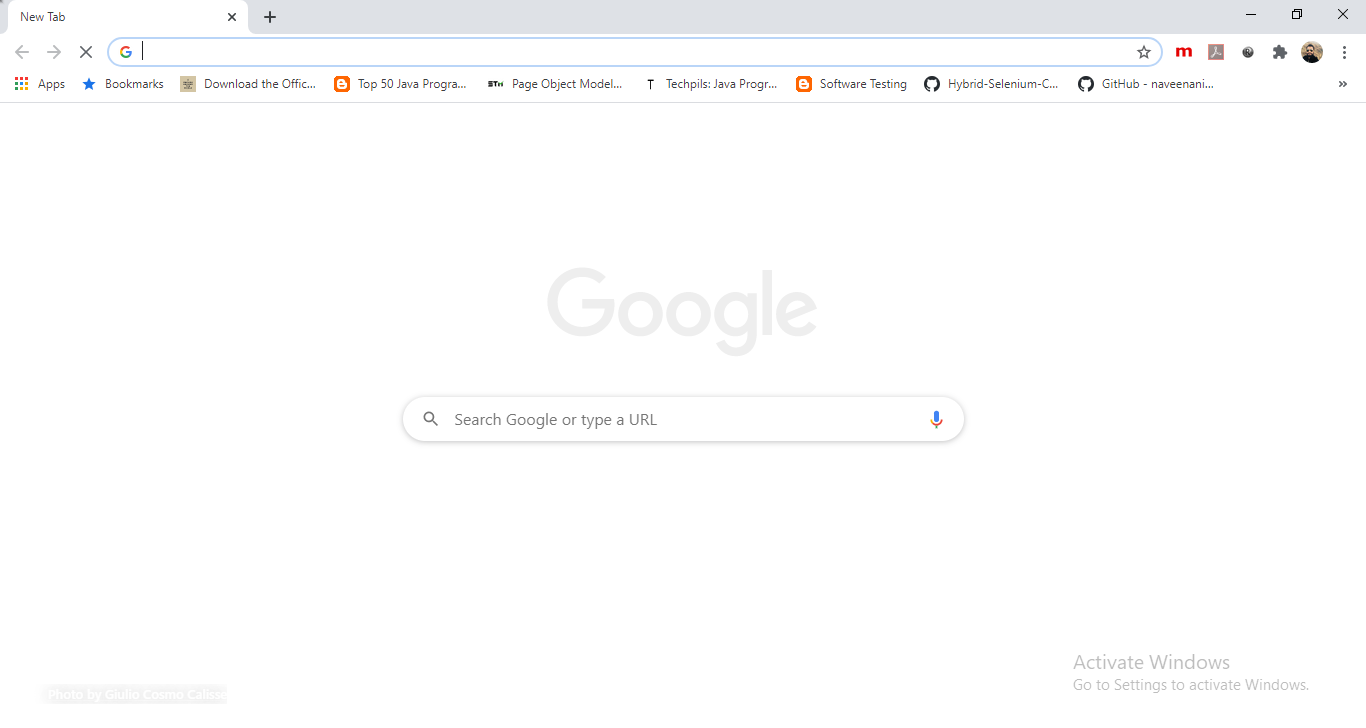 New Tab
Apps
Bookmarks
Download the Offic...
Top 50 Java Progra...
STH
Page Object Model...
T
Techpils: Java Progr...
Software Testing
Hybrid-Selenium-C...
GitHub - naveenani...
»
Google
Search Google or type a URL
Activate Windows
Go to Settings to activate Windows.
Photo by Giulio Cosmo Calisse